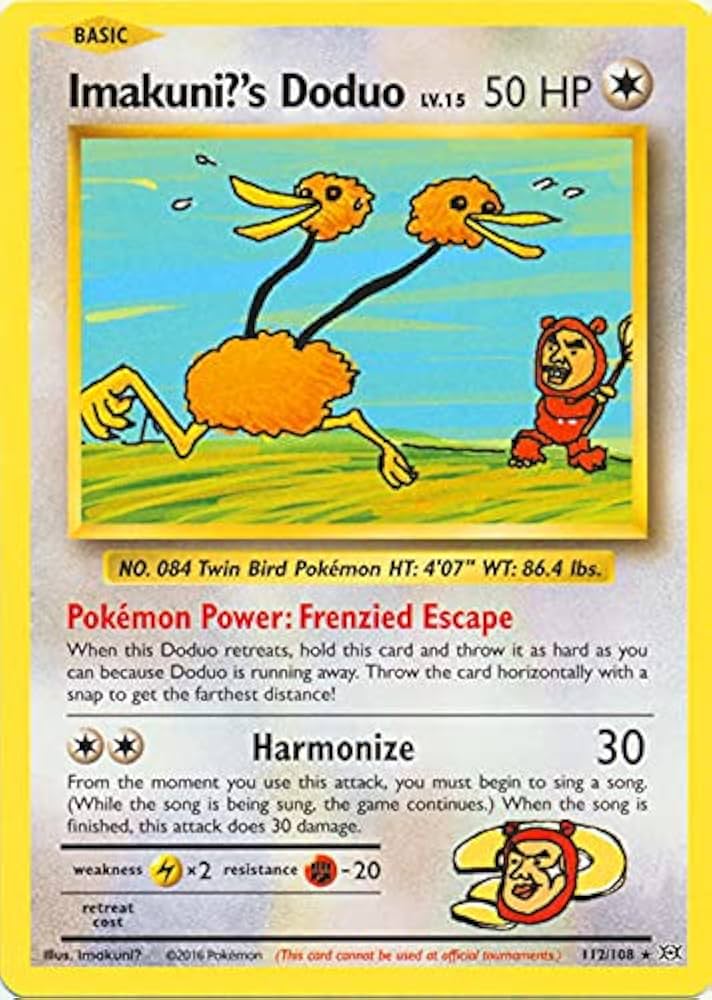 BASIC
Imakuni?'s Doduo LV.15 50 HP
NO. 084 Twin Bird Pokémon HT: 4'07" WT: 86.4 lbs.
Pokémon Power: Frenzied Escape
When this Doduo retreats, hold this card and throw it as hard as you
can because Doduo is running away. Throw the card horizontally with a
snap to get the farthest distance!
Harmonize 30
From the moment you use this attack, you must begin to sing a song.
(While the song is being sung, the game continues.) When the song is
finished, this attack does 30 damage.
weakness ×2 resistance -20
retreat
cost
Illus. Imakuni? ©2016 Pokémon (This card cannot be used at official tournaments.) 112/108 ★